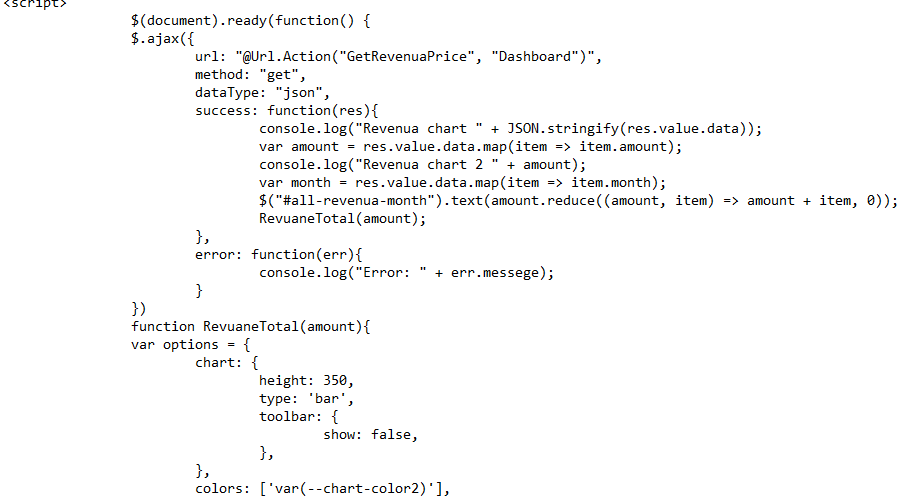 <script>
$(document).ready(function() {
$.ajax({
url: "@Url.Action("GetRevenuaPrice", "Dashboard")",
method: "get",
dataType: "json",
success: function(res){
console.log("Revenua chart " + JSON.stringify(res.value.data));
var amount = res.value.data.map(item => item.amount);
console.log("Revenua chart 2 " + amount);
var month = res.value.data.map(item => item.month);
$("#all-revenua-month").text(amount.reduce((amount, item) => amount + item, 0));
RevuaneTotal(amount);
},
error: function(err){
console.log("Error: " + err.messege);
}
})
function RevuaneTotal(amount){
var options = {
chart: {
height: 350,
type: 'bar',
toolbar: {
show: false,
},
},
colors: ['var(--chart-color2)'],